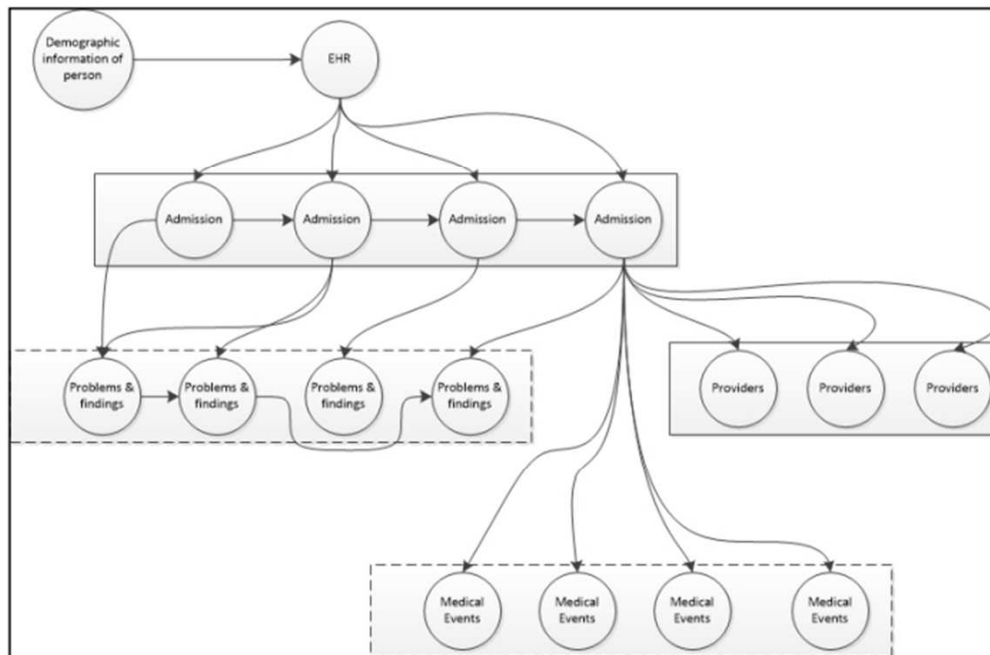 Demographic
information of
person
EHR
Admission
Admission
Admission
Admission
Problems &
findings
Problems &
findings
Problems &
findings
Problems &
findings
Providers
Providers
Providers
Medical
Events
Medical
Events
Medical
Events
Medical
Events